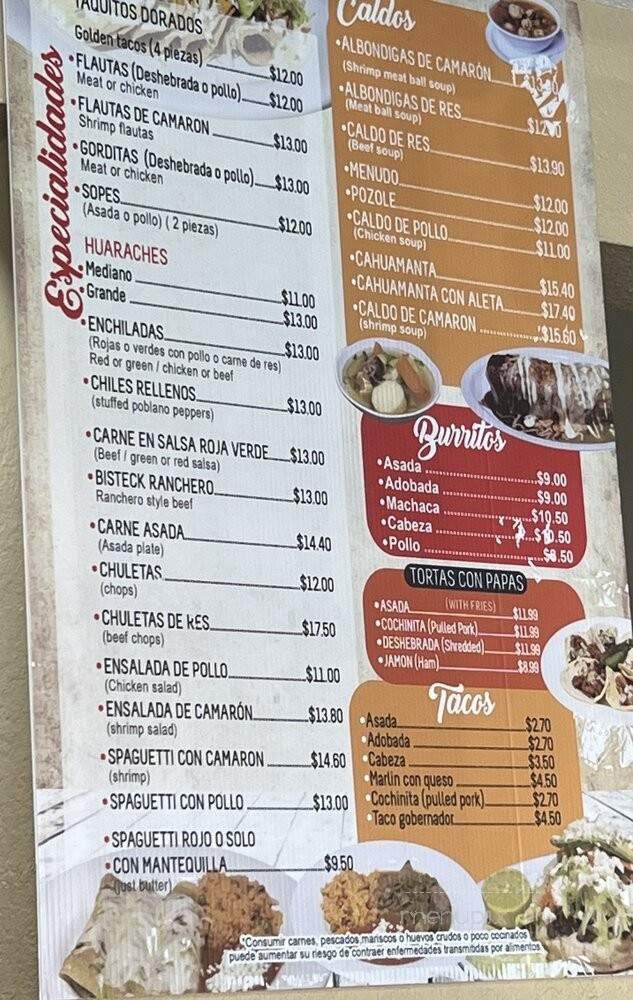 Especialidades
TAQUITOS DORADOS
Golden tacos (4 piezas) $12.00
•FLAUTAS (Deshebrada o pollo) $12.00
Meat or chicken
•FLAUTAS DE CAMARON $13.00
Shrimp flautas
•GORDITAS (Deshebrada o pollo) $13.00
Meat or chicken
•SOPES $12.00
(Asada o pollo) ( 2 piezas)
HUARACHES
•Mediano $11.00
•Grande $13.00
•ENCHILADAS $13.00
(Rojas o verdes con pollo o carne de res)
Red or green / chicken or beef
•CHILES RELLENOS $13.00
(stuffed poblano peppers)
•CARNE EN SALSA ROJA VERDE $13.00
(Beef / green or red salsa)
•BISTECK RANCHERO $13.00
Ranchero style beef
•CARNE ASADA $14.40
(Asada plate)
•CHULETAS $12.00
(chops)
•CHULETAS DE RES $17.50
(beef chops)
•ENSALADA DE POLLO $11.00
(Chicken salad)
•ENSALADA DE CAMARÓN $13.80
(shrimp salad)
•SPAGUETTI CON CAMARON $14.60
(shrimp)
•SPAGUETTI CON POLLO $13.00
•SPAGUETTI ROJO O SOLO
•CON MANTEQUILLA $9.50
(just butter)
Caldos
•ALBONDIGAS DE CAMARÓN
(Shrimp meat ball soup)
•ALBONDIGAS DE RES
(Meat ball soup)
•CALDO DE RES $13.90
(Beef soup)
•MENUDO $12.00
•POZOLE $12.00
•CALDO DE POLLO $11.00
(Chicken soup)
•CAHUAMANTA $15.40
•CAHUAMANTA CON ALETA $17.40
•CALDO DE CAMARON $15.60
(shrimp soup)
Burritos
•Asada $9.00
•Adobada $9.00
•Machaca $10.50
•Cabeza $10.50
•Pollo $8.50
TORTAS CON PAPAS
(WITH FRIES)
•ASADA $11.99
•COCHINITA (Pulled Pork) $11.99
•DESHEBRADA (Shredded) $11.99
•JAMON (Ham) $8.99
Tacos
•Asada $2.70
•Adobada $2.70
•Cabeza $3.50
•Marlin con queso $4.50
•Cochinita (pulled pork) $2.70
•Taco gobernador $4.50
*Consumir carnes, pescados,mariscos o huevos crudos o poco cocinados
puede aumentar su riesgo de contraer enfermedades transmitidas por alimentos